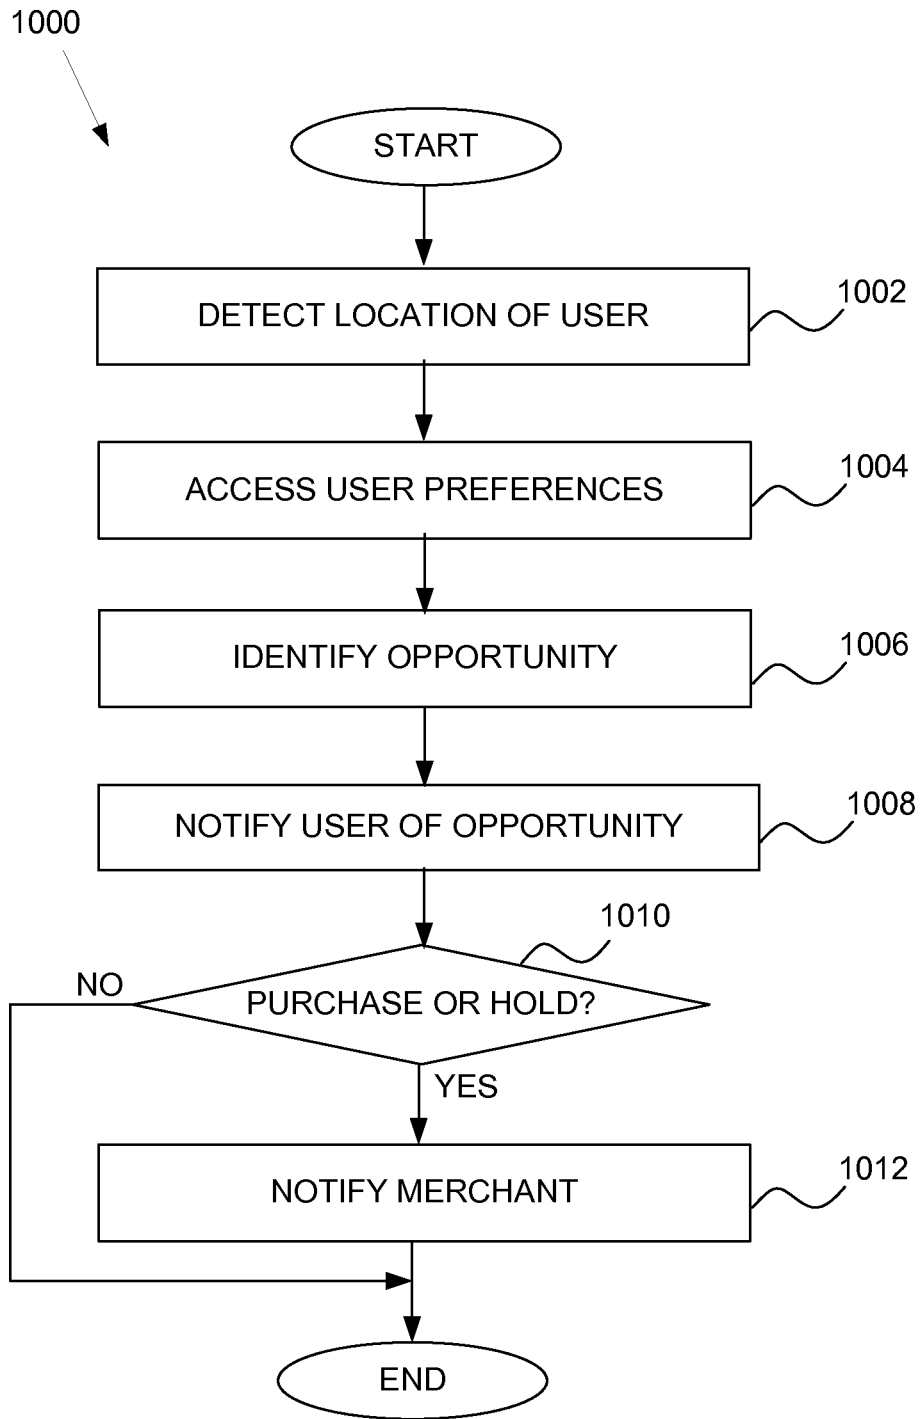 1000
START
DETECT LOCATION OF USER
1002
ACCESS USER PREFERENCES
1004
IDENTIFY OPPORTUNITY
1006
NOTIFY USER OF OPPORTUNITY
1008
1010
NO
PURCHASE OR HOLD?
YES
NOTIFY MERCHANT
1012
END